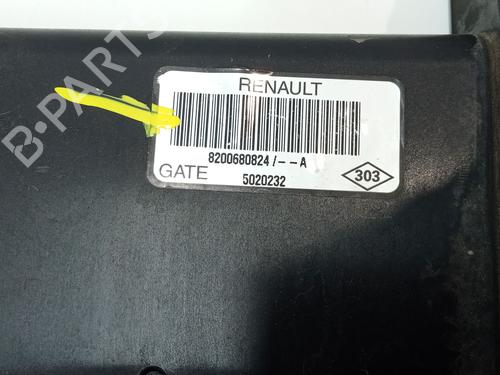 B-PARTS
RENAULT
8200680824/--A
GATE 5020232 303